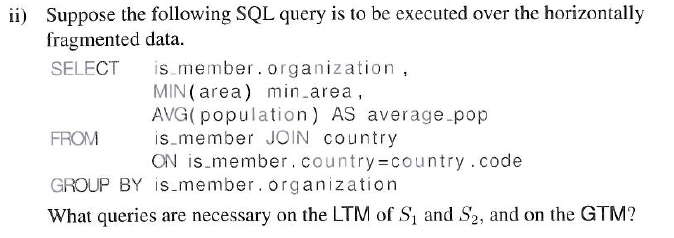 ii) Suppose the following SQL query is to be executed over the horizontally
fragmented data.
SELECT is_member.organization ,
MIN(area) min_area ,
AVG(population) AS average_pop
FROM is_member JOIN country
ON is_member.country=country.code
GROUP BY is_member.organization
What queries are necessary on the LTM of S1 and S2, and on the GTM?